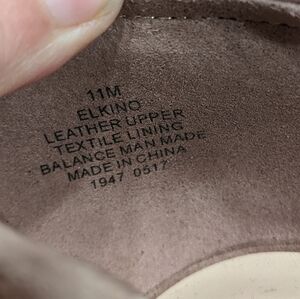 11M
ELKINO
LEATHER UPPER
TEXTILE LINING
BALANCE MAN MADE
MADE IN CHINA
1947 0517